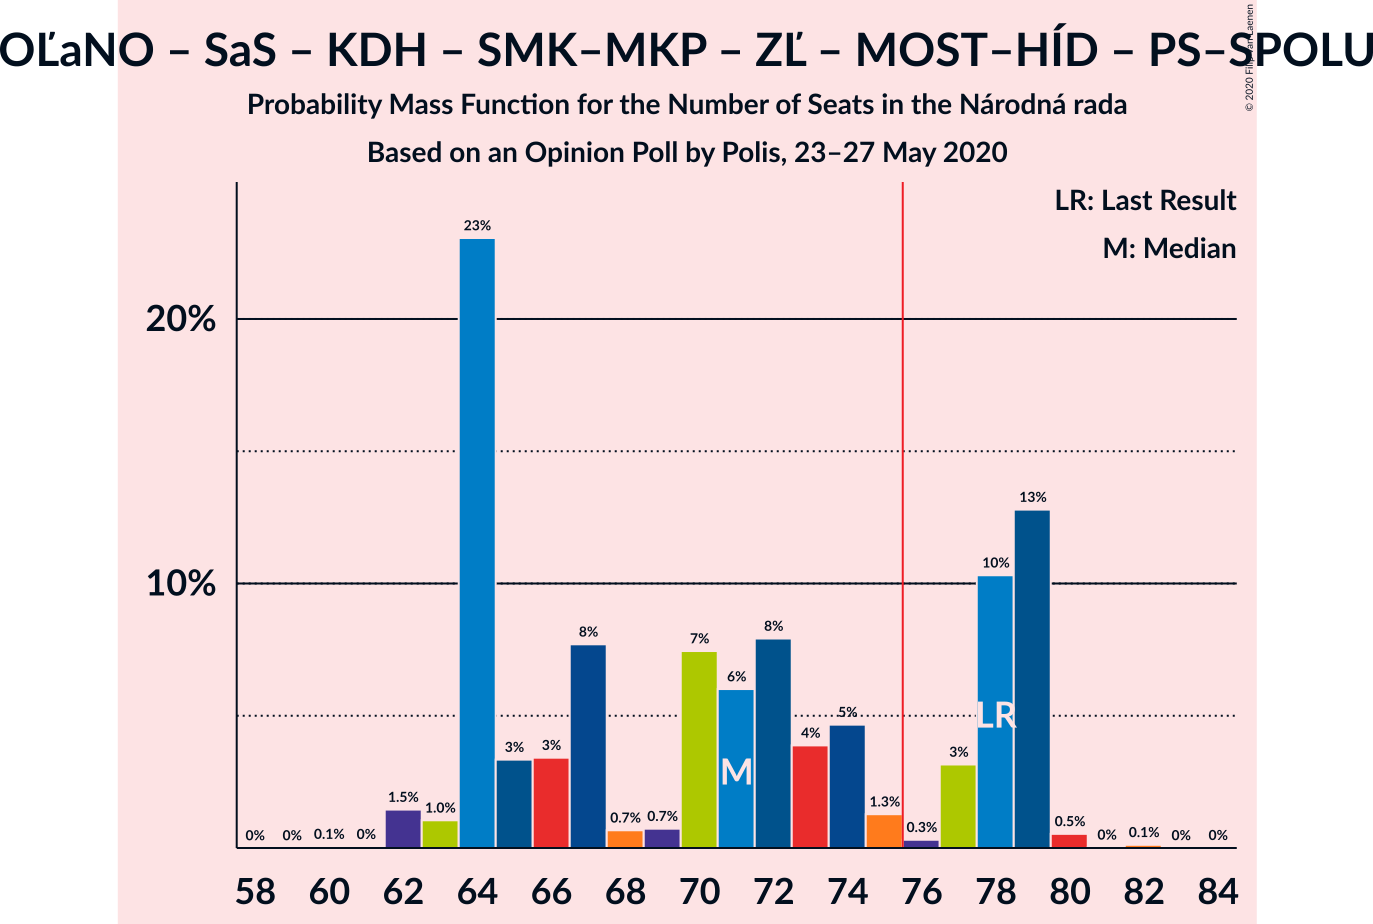 OĽaNO – SaS – KDH – SMK–MKP – ZĽ – MOST–HÍD – PS–SPOLU
© 2020 Filip van Laenen
Probability Mass Function for the Number of Seats in the Národná rada
Based on an Opinion Poll by Polis, 23–27 May 2020
LR: Last Result
M: Median
20%
10%
0% 0% 0.1% 0% 1.5% 1.0% 23% 3% 3% 8% 0.7% 0.7% 7% 6% 8% 4% 5% 1.3% 0.3% 3% 10% 13% 0.5% 0% 0.1% 0% 0%
M
LR
58 60 62 64 66 68 70 72 74 76 78 80 82 84